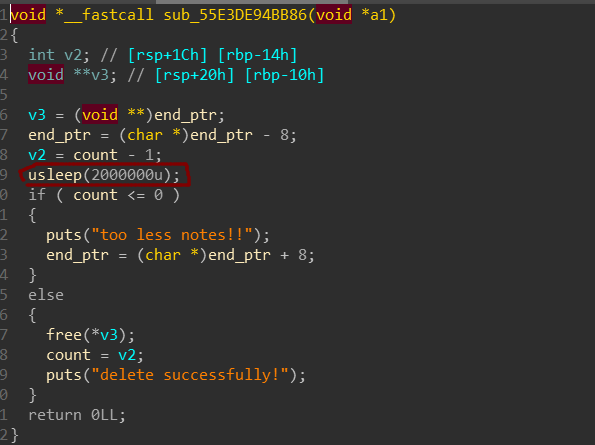 1 void *__fastcall sub_55E3DE94BB86(void *a1)
2 {
3 int v2; // [rsp+1Ch] [rbp-14h]
4 void **v3; // [rsp+20h] [rbp-10h]
5
6 v3 = (void **)end_ptr;
7 end_ptr = (char *)end_ptr - 8;
8 v2 = count - 1;
9 usleep(2000000u);
0 if ( count <= 0 )
1 {
2 puts("too less notes!!");
3 end_ptr = (char *)end_ptr + 8;
4 }
5 else
6 {
7 free(*v3);
8 count = v2;
9 puts("delete successfully!");
0 }
1 return 0LL;
2 }